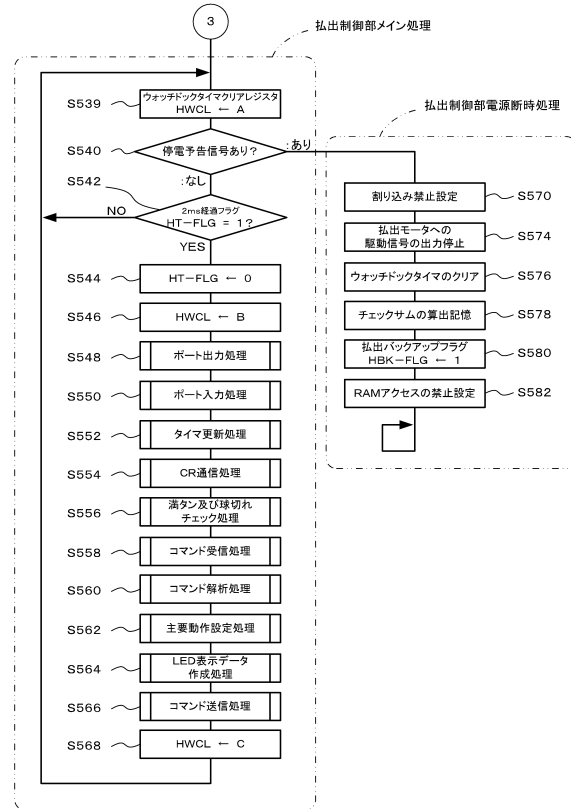 3
払出制御部メイン処理
S539
ウォッチドックタイマクリアレジスタ
HWCL ← A
払出制御部電源断時処理
S540
停電予告信号あり？
:あり
:なし
S542
2ms経過フラグ
HT-FLG = 1?
NO
YES
S544
HT-FLG ← 0
S546
HWCL ← B
S548
ポート出力処理
S550
ポート入力処理
S552
タイマ更新処理
S554
CR通信処理
S556
満タン及び球切れ
チェック処理
S558
コマンド受信処理
S560
コマンド解析処理
S562
主要動作設定処理
S564
LED表示データ
作成処理
S566
コマンド送信処理
S568
HWCL ← C
割り込み禁止設定
S570
払出モータへの
駆動信号の出力停止
S574
ウォッチドックタイマのクリア
S576
チェックサムの算出記憶
S578
払出バックアップフラグ
HBK-FLG ← 1
S580
RAMアクセスの禁止設定
S582